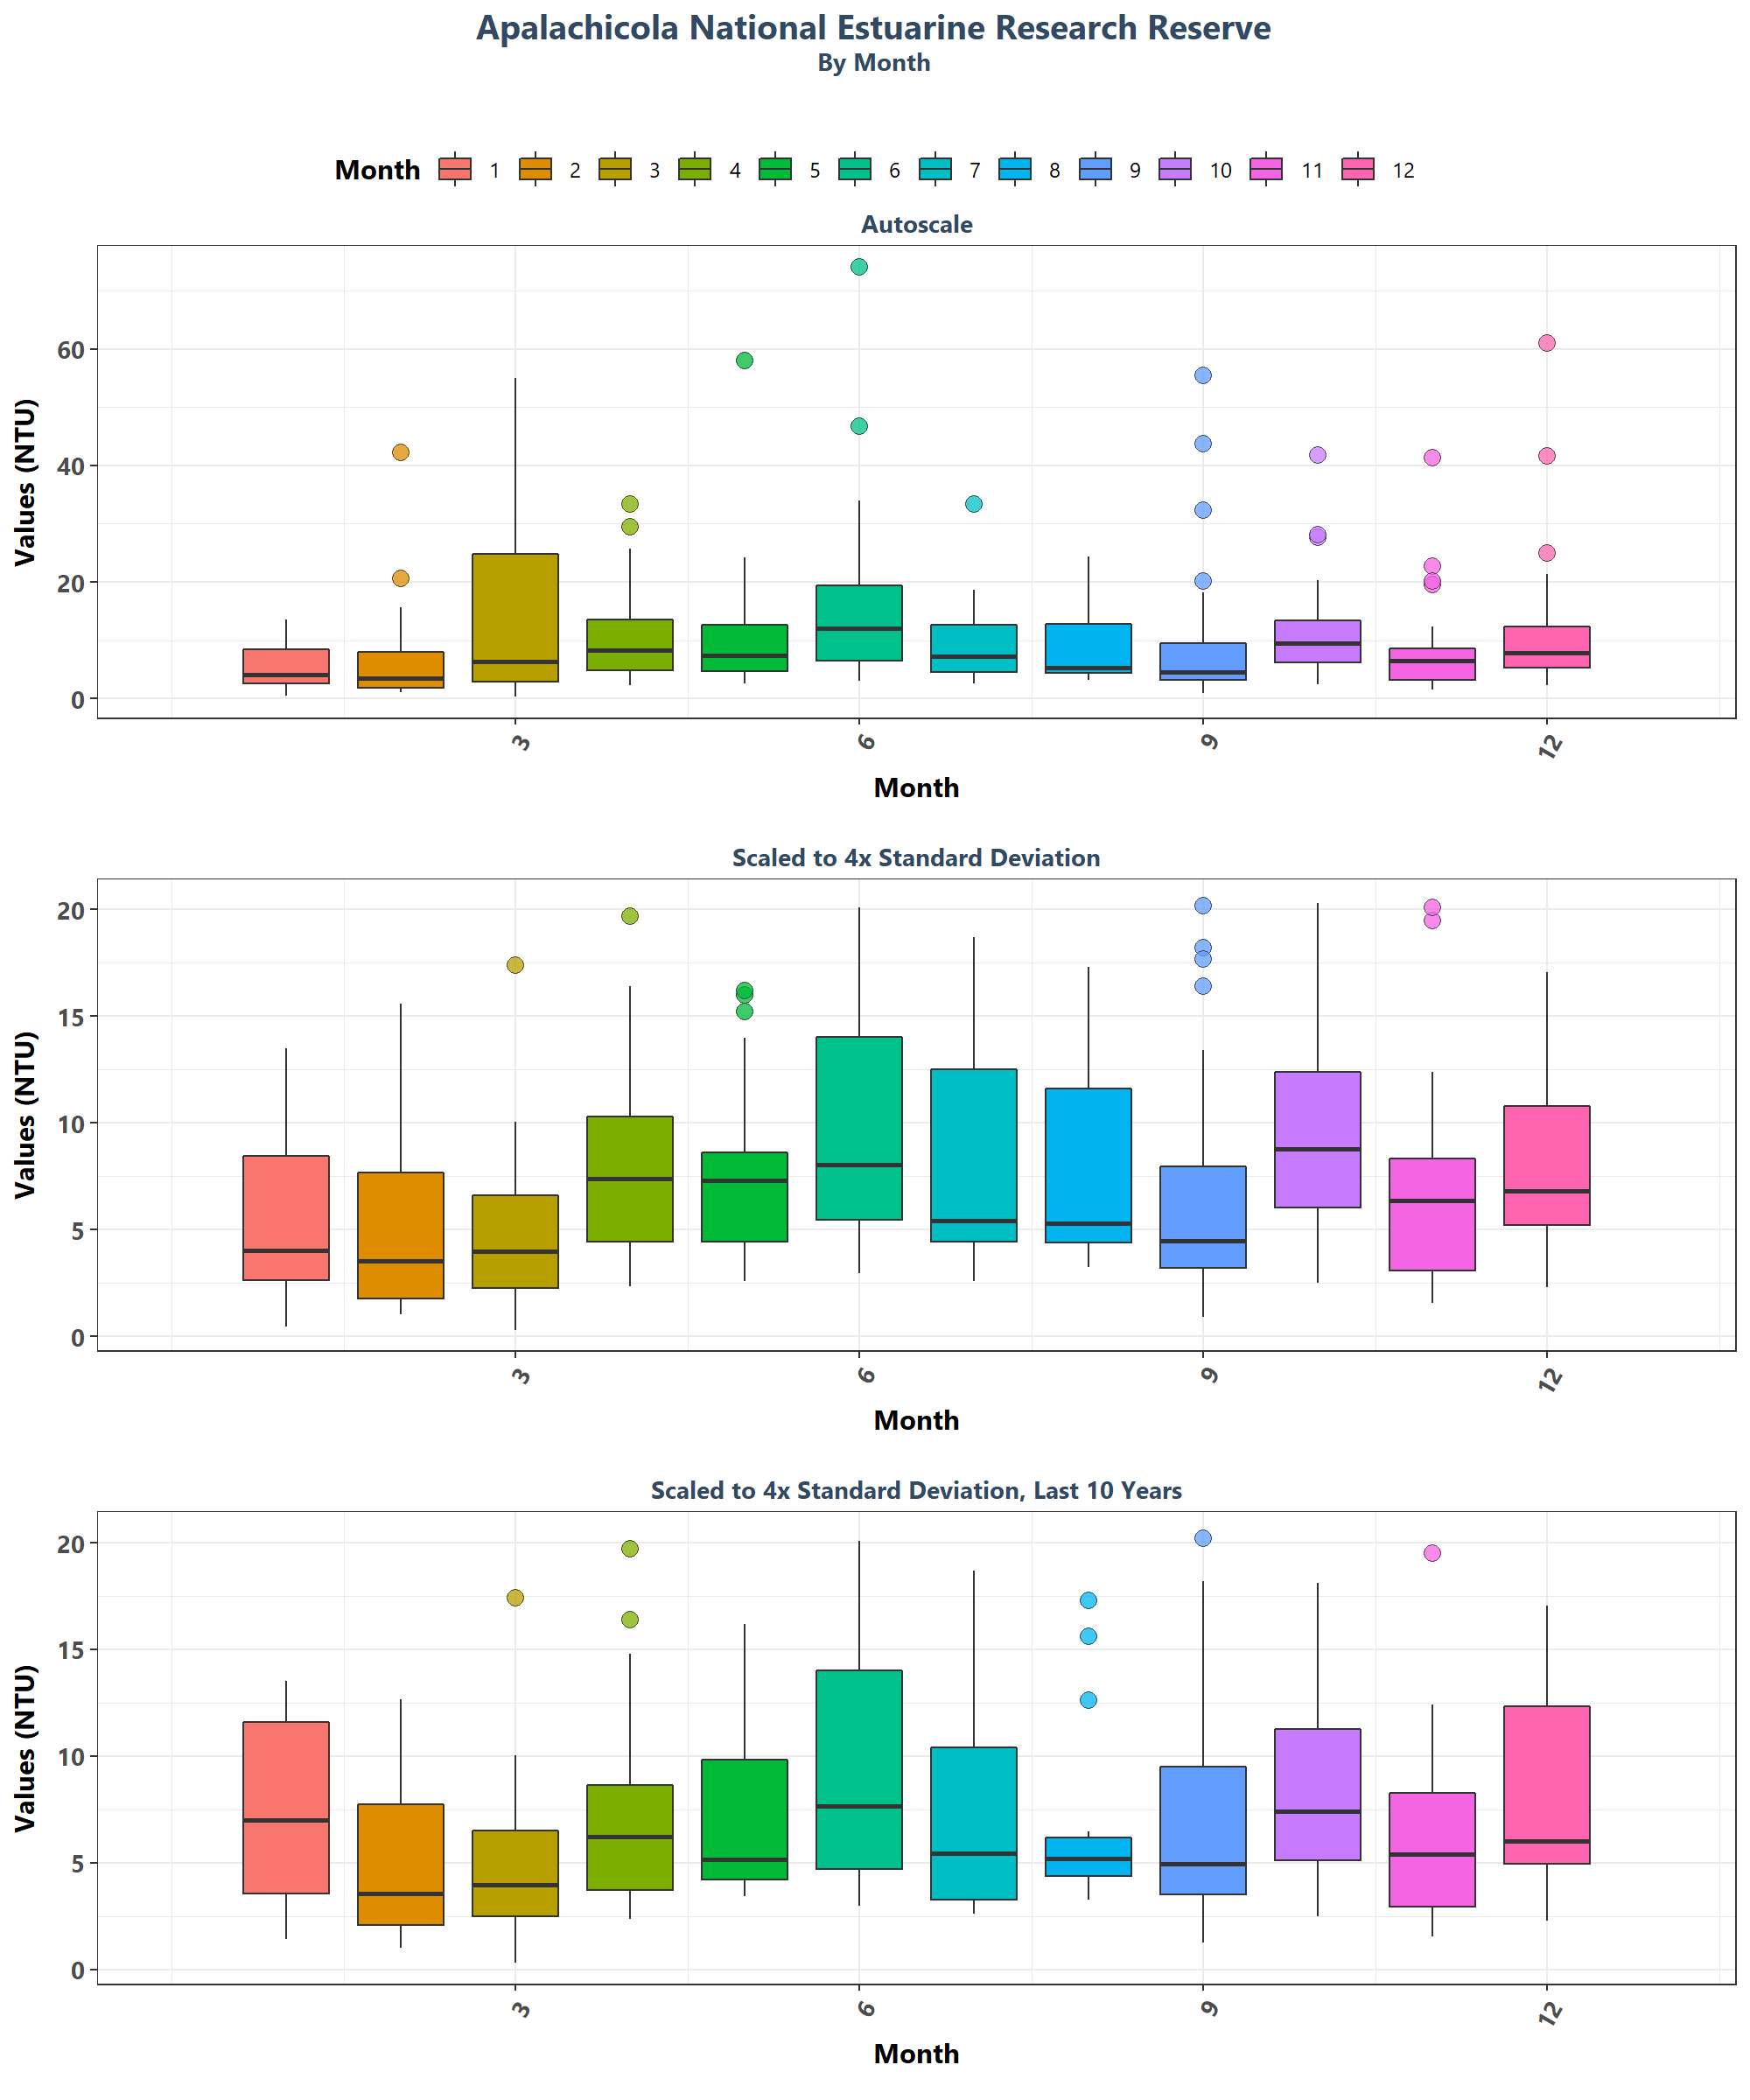 Apalachicola National Estuarine Research Reserve
By Month
Month 1 2 3 4 5 6 7 8 9 10 11 12
Autoscale
Values (NTU)
60
40
20
0
3 6 9 12
Month
Scaled to 4x Standard Deviation
Values (NTU)
20
15
10
5
0
3 6 9 12
Month
Scaled to 4x Standard Deviation, Last 10 Years
Values (NTU)
20
15
10
5
0
3 6 9 12
Month